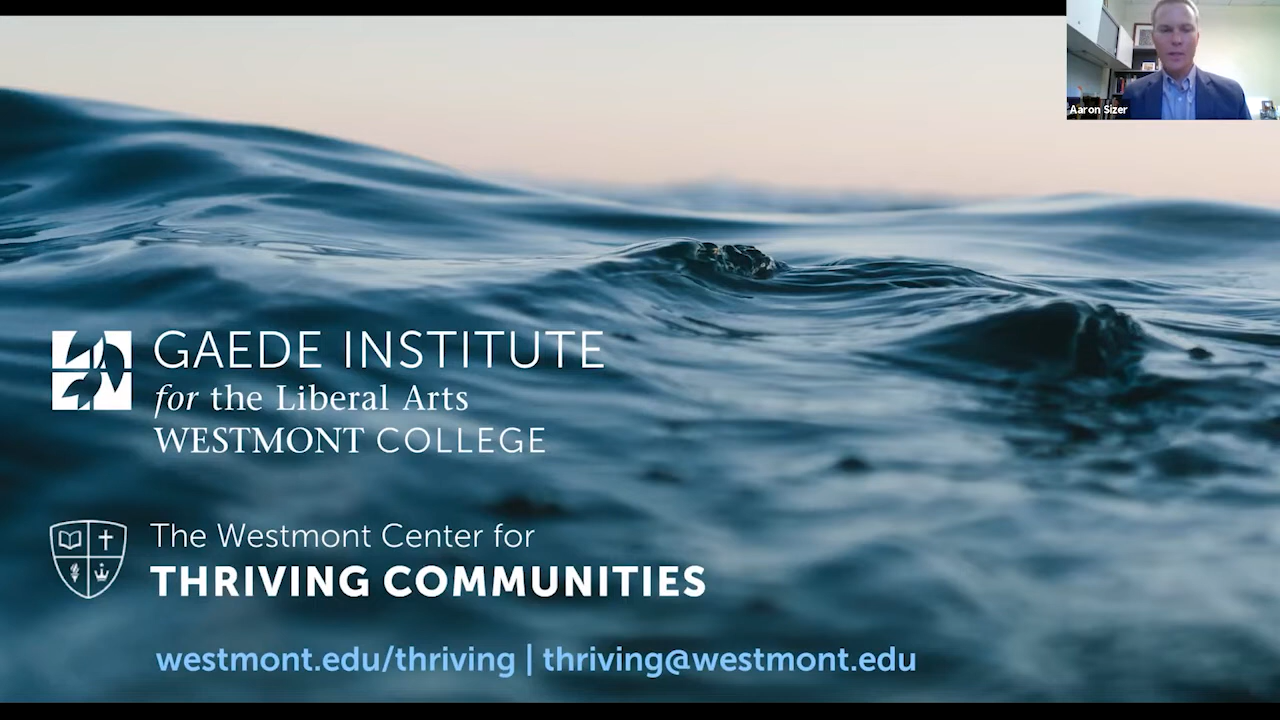 Aaron Sizer
GAEDE INSTITUTE
for the Liberal Arts
WESTMONT COLLEGE
The Westmont Center for
THRIVING COMMUNITIES
westmont.edu/thriving | thriving@westmont.edu